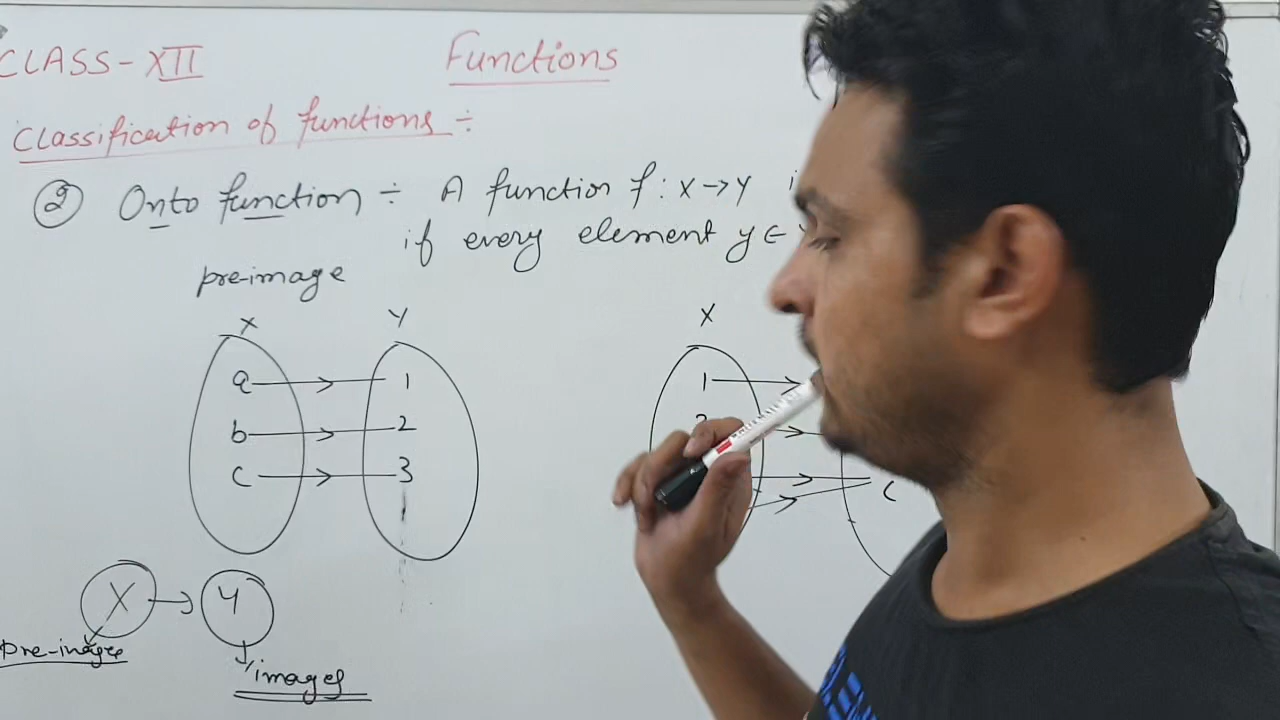 CLASS-XII
Functions
Classification of functions ÷
② Onto function ÷ A function f: X→Y
if every element y ∈
pre-image
X Y
a 1
b 2
c 3
X
1
c
X → Y
pre-images
images